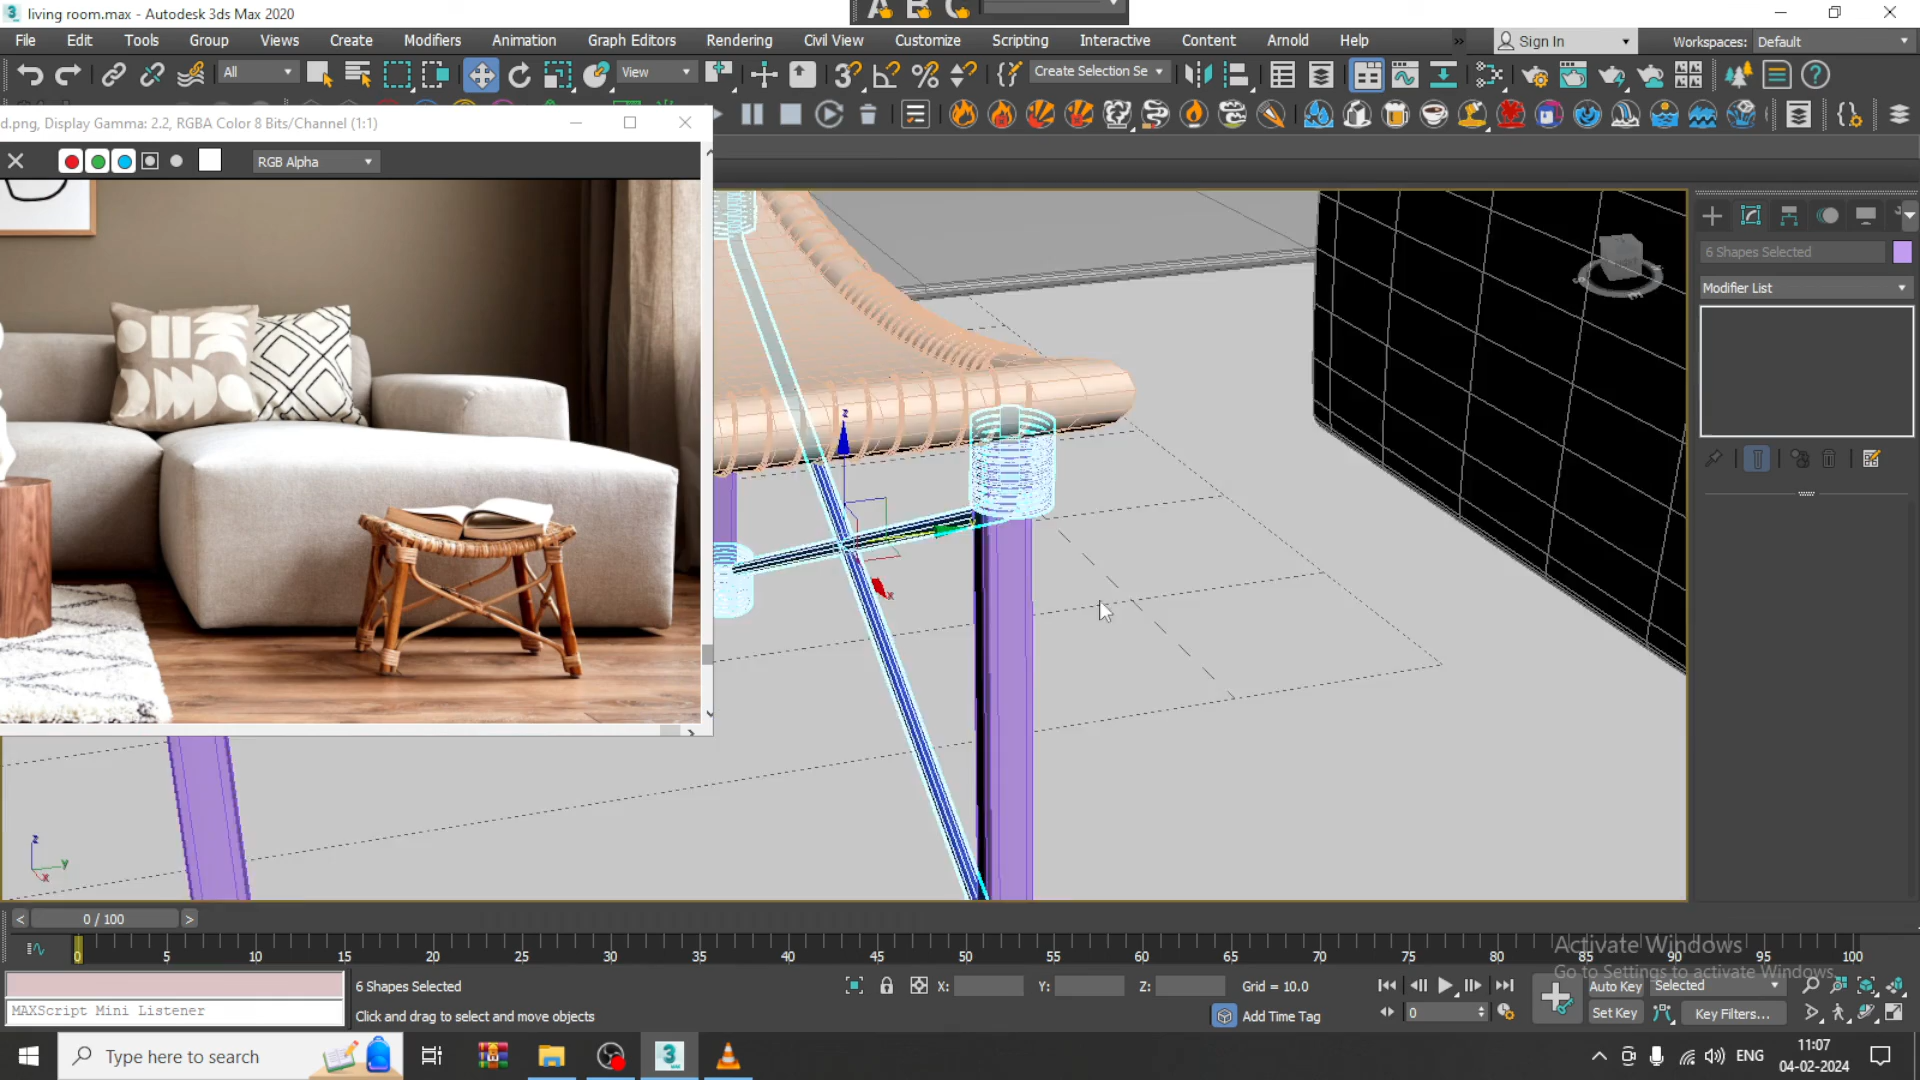 living room.max - Autodesk 3ds Max 2020
File Edit Tools Group Views Create Modifiers Animation Graph Editors Rendering Civil View Customize Scripting Interactive Content Arnold Help
Sign In
Workspaces: Default
All
View
Create Selection Se
d.png, Display Gamma: 2.2, RGBA Color 8 Bits/Channel (1:1)
RGB Alpha
6 Shapes Selected
Modifier List
z
x
z
y
x
0 / 100
0 5 10 15 20 25 30 35 40 45 50 55 60 65 70 75 80 85 90 95 100
Activate Windows
Go to Settings to activate Windows.
6 Shapes Selected
X: Y: Z: Grid = 10.0
Auto Key Selected
MAXScript Mini Listener
Click and drag to select and move objects
Add Time Tag
0
Set Key Key Filters...
Type here to search
ENG
11:07
04-02-2024